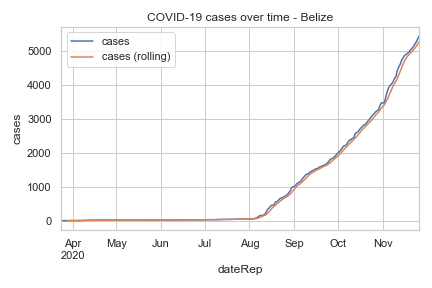 COVID-19 cases over time - Belize
cases
cases (rolling)
5000
4000
3000
2000
1000
0
cases
Apr
2020
May
Jun
Jul
Aug
Sep
Oct
Nov
dateRep